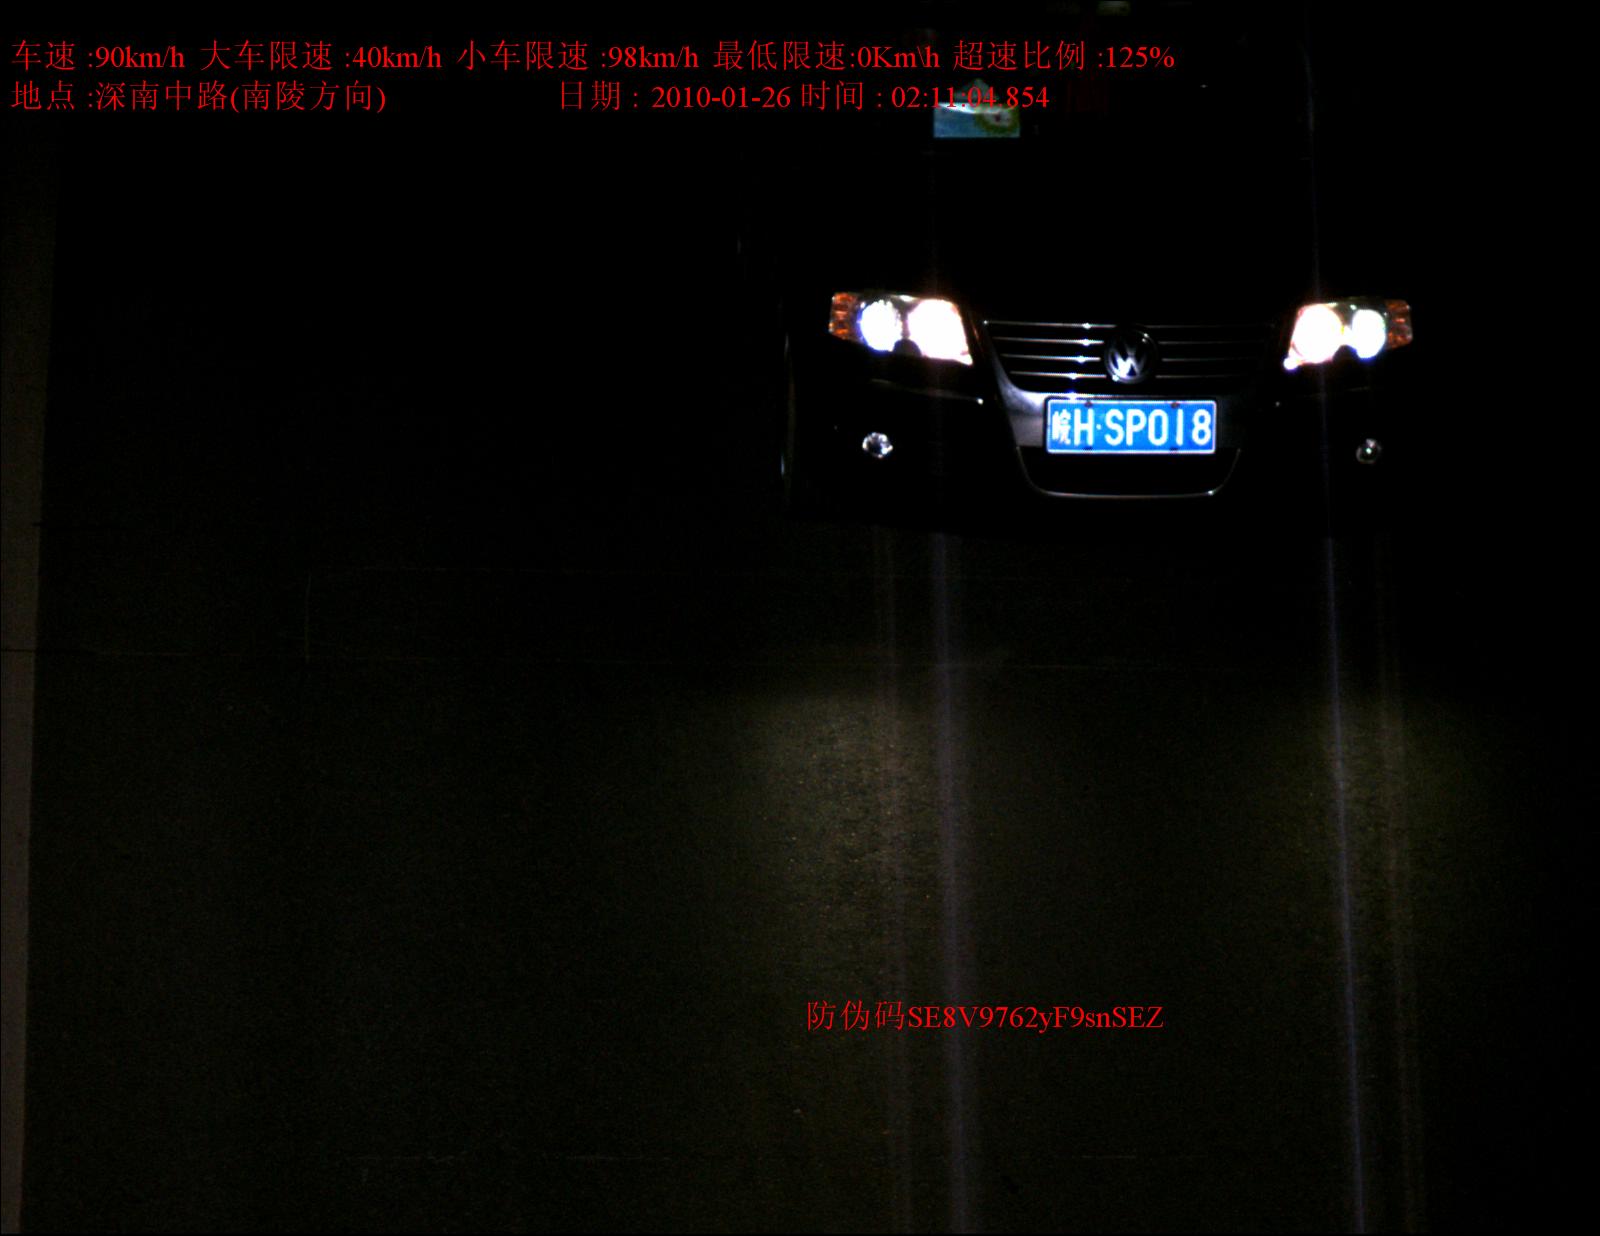 车速:90km/h 大车限速:40km/h 小车限速:98km/h 最低限速:0Km\h 超速比例:125%
地点:深南中路(南陵方向) 日期: 2010-01-26 时间: 02:11:04 854
皖H·SP018
防伪码SE8V9762yF9snSEZ